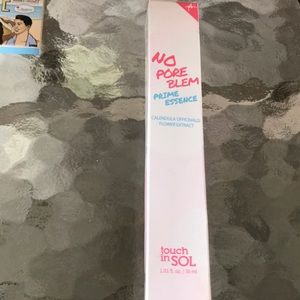 NO
PORE
BLEM
PRIME
ESSENCE
CALENDULA OFFICINALIS
FLOWER EXTRACT
touch
in SOL
1.01 fl. oz. / 30 ml